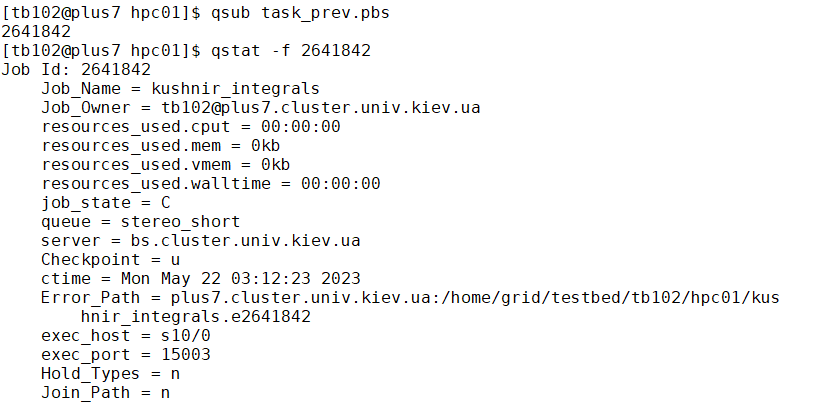 [tb102@plus7 hpc01]$ qsub task_prev.pbs
2641842
[tb102@plus7 hpc01]$ qstat -f 2641842
Job Id: 2641842
    Job_Name = kushnir_integrals
    Job_Owner = tb102@plus7.cluster.univ.kiev.ua
    resources_used.cput = 00:00:00
    resources_used.mem = 0kb
    resources_used.vmem = 0kb
    resources_used.walltime = 00:00:00
    job_state = C
    queue = stereo_short
    server = bs.cluster.univ.kiev.ua
    Checkpoint = u
    ctime = Mon May 22 03:12:23 2023
    Error_Path = plus7.cluster.univ.kiev.ua:/home/grid/testbed/tb102/hpc01/kus
        hnir_integrals.e2641842
    exec_host = s10/0
    exec_port = 15003
    Hold_Types = n
    Join_Path = n